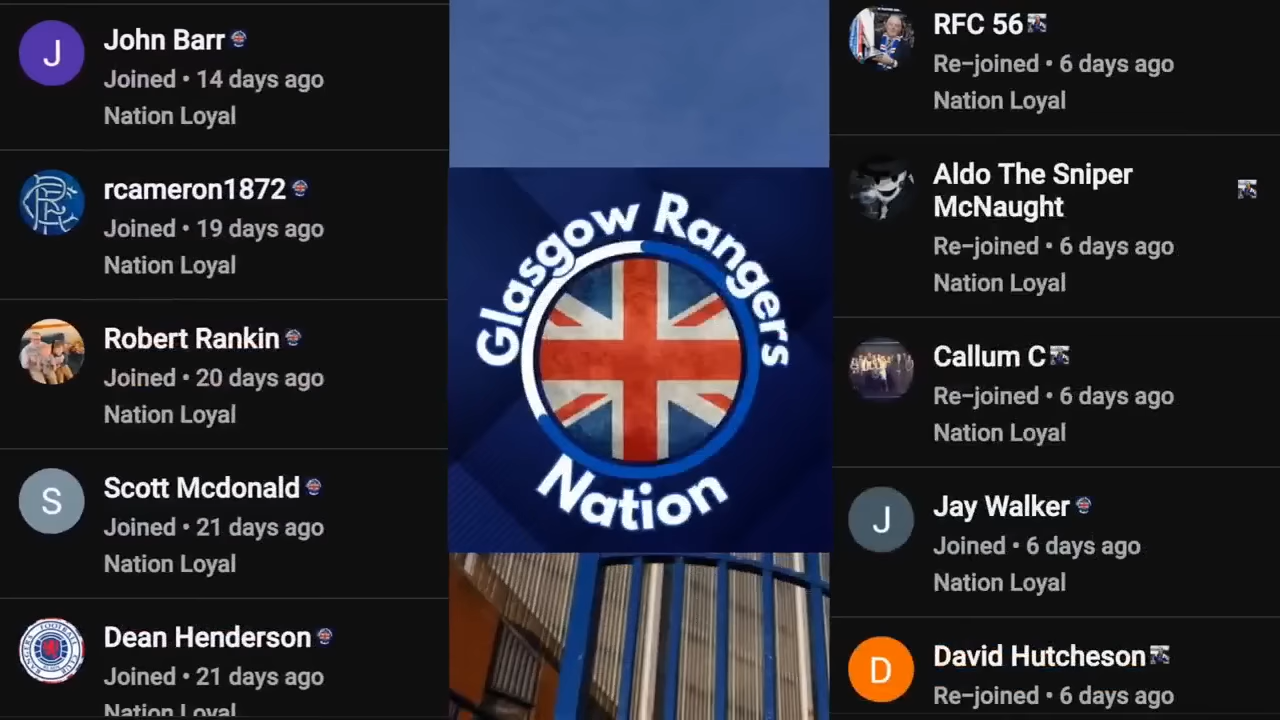 John Barr
Joined • 14 days ago
Nation Loyal
rcameron1872
Joined • 19 days ago
Nation Loyal
Robert Rankin
Joined • 20 days ago
Nation Loyal
S
Scott Mcdonald
Joined • 21 days ago
Nation Loyal
Dean Henderson
Joined • 21 days ago
Nation Loyal
J
Glasgow Rangers
Nation
RFC 56
Re-joined • 6 days ago
Nation Loyal
Aldo The Sniper
McNaught
Re-joined • 6 days ago
Nation Loyal
Callum C
Re-joined • 6 days ago
Nation Loyal
J
Jay Walker
Joined • 6 days ago
Nation Loyal
D
David Hutcheson
Re-joined • 6 days ago